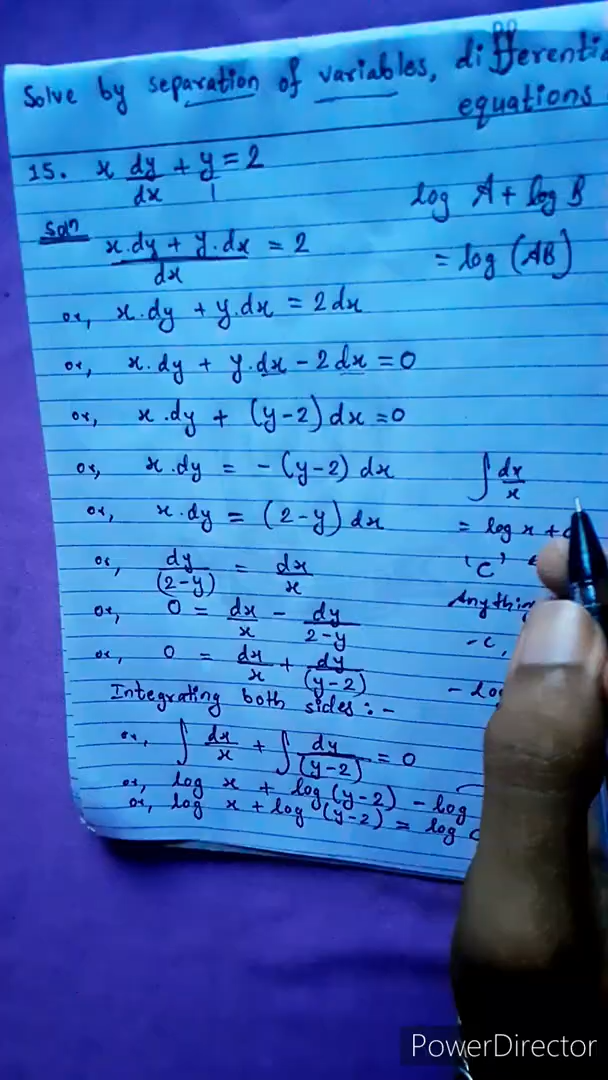 Solve by separation of variables, differentia
equations
15. x dy/dx + y/1 = 2
log A + log B
= log (AB)
Soln
(x.dy + y.dx)/dx = 2
or, x.dy + y.dx = 2dx
or, x.dy + y.dx - 2dx = 0
or, x.dy + (y-2) dx = 0
or, x.dy = -(y-2) dx
∫ dx/x
or, x.dy = (2-y) dx
= log x +
or, dy/(2-y) = dx/x
'C'
or, 0 = dx/x - dy/2-y
Anythin
-c,
or, 0 = dx/x + dy/(y-2)
Integrating both sides :-
or, ∫ dx/x + ∫ dy/(y-2) = 0
or, log x + log (y-2) - log
or, log x + log (y-2) = log c
PowerDirector